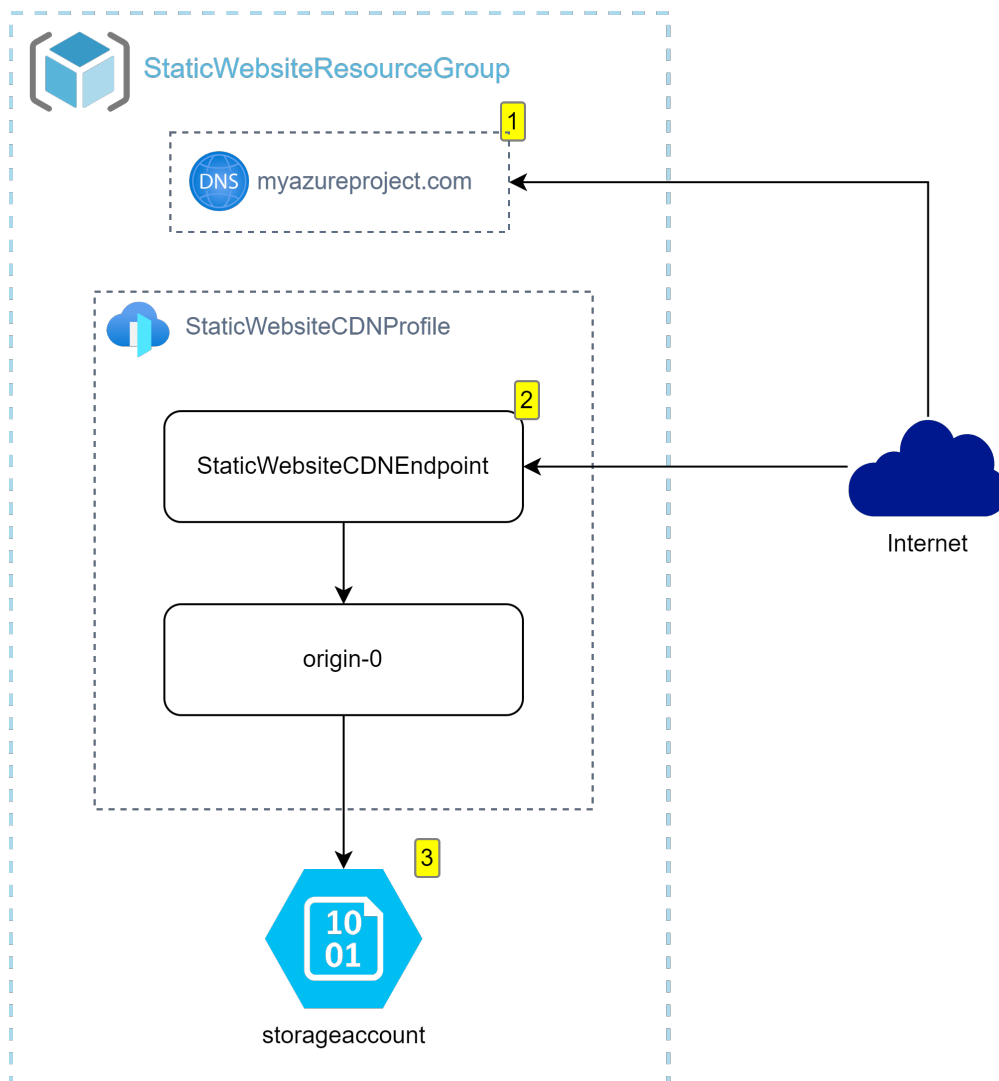 StaticWebsiteResourceGroup
1
DNS
myazureproject.com
StaticWebsiteCDNProfile
2
StaticWebsiteCDNEndpoint
Internet
origin-0
3
10
01
storageaccount